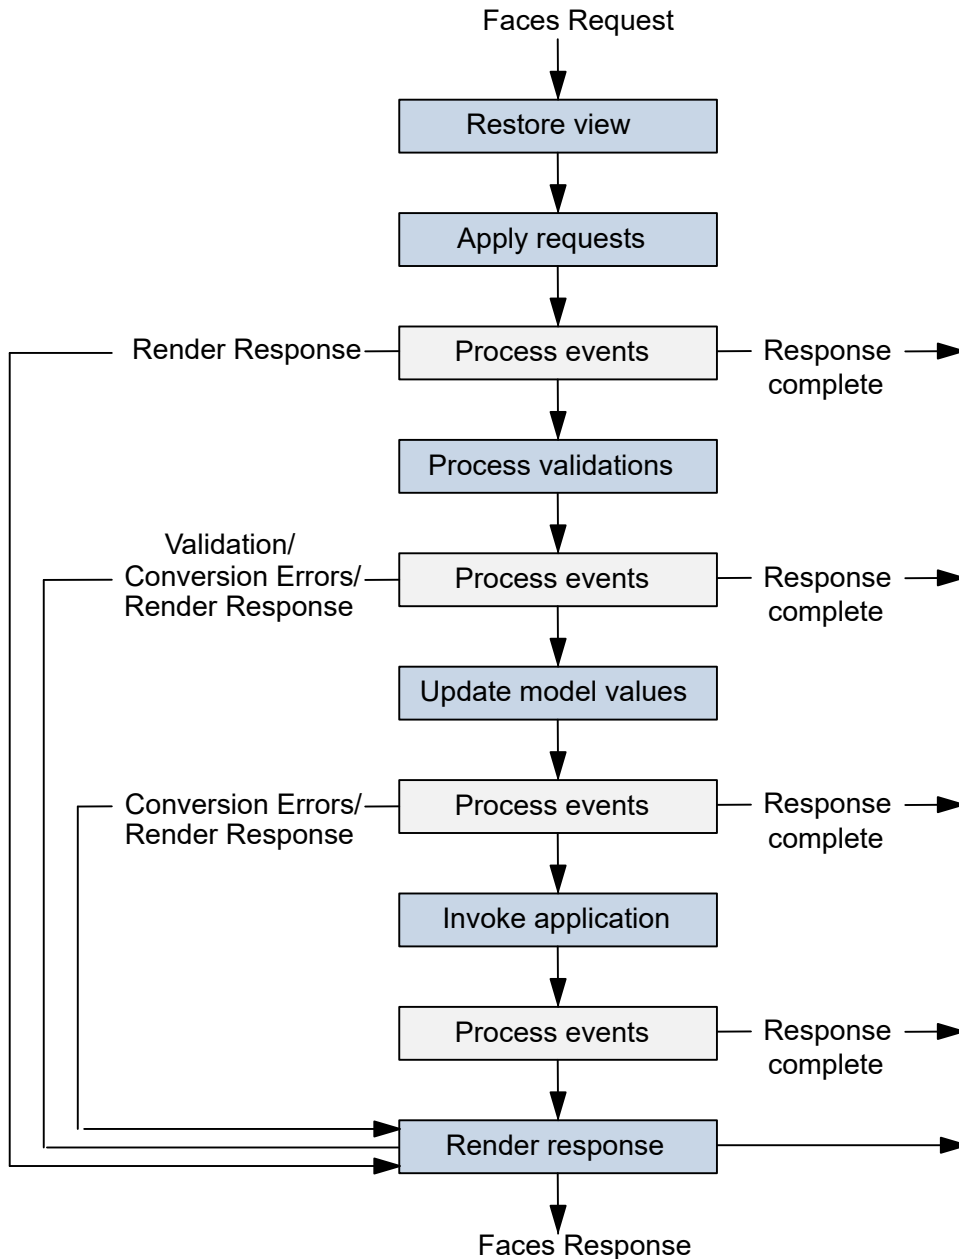 Faces Request
Restore view
Apply requests
Render Response
Process events
Response
complete
Process validations
Validation/
Conversion Errors/
Render Response
Process events
Response
complete
Update model values
Conversion Errors/
Render Response
Process events
Response
complete
Invoke application
Process events
Response
complete
Render response
Faces Response